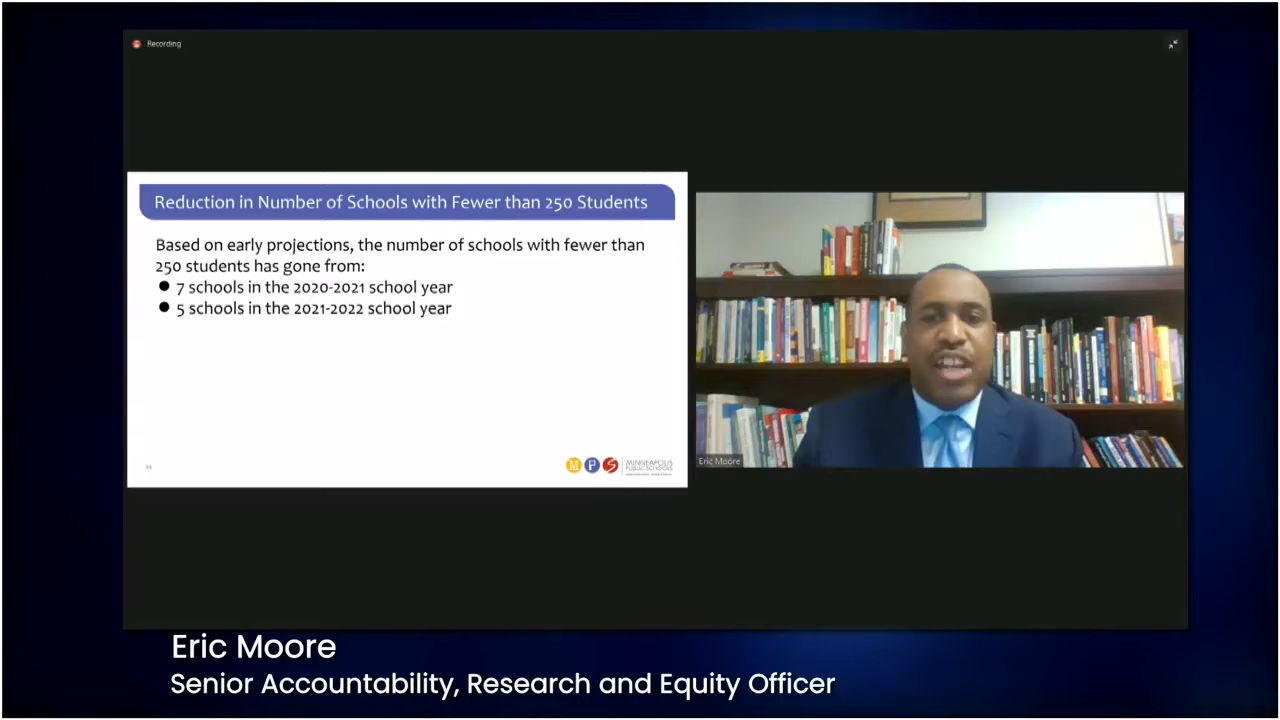 Recording
Reduction in Number of Schools with Fewer than 250 Students
Based on early projections, the number of schools with fewer than
250 students has gone from:
● 7 schools in the 2020-2021 school year
● 5 schools in the 2021-2022 school year
M P S
MINNEAPOLIS
PUBLIC SCHOOLS
Eric Moore
Eric Moore
Senior Accountability, Research and Equity Officer